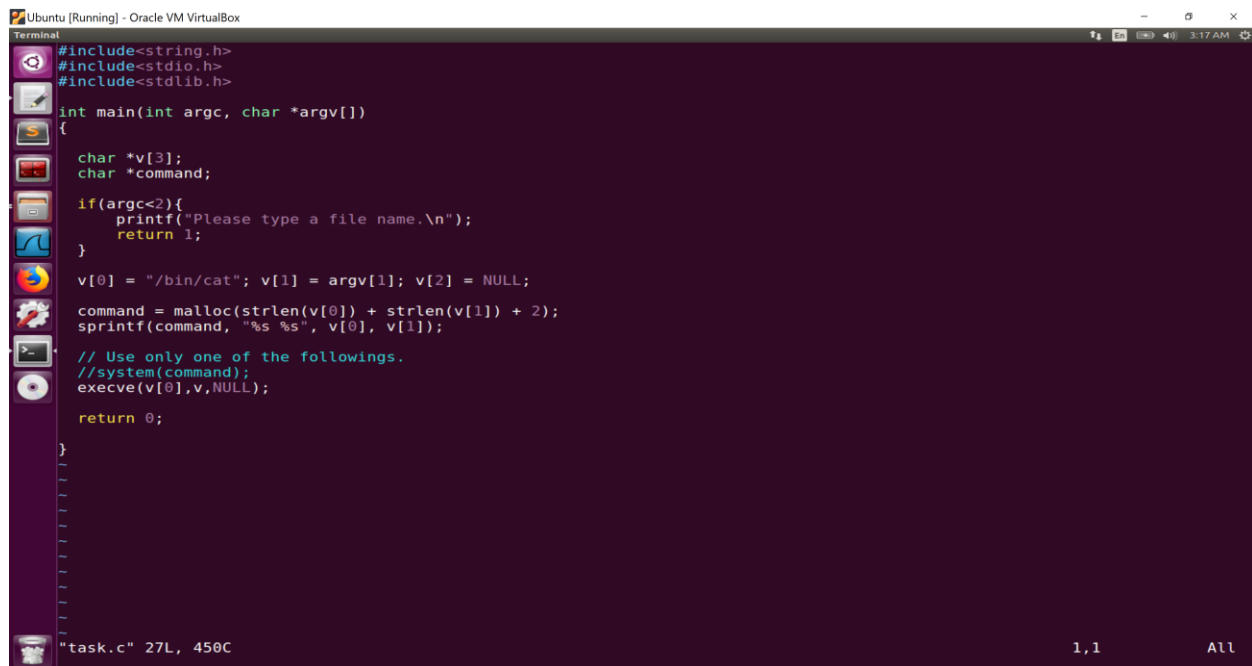 Ubuntu [Running] - Oracle VM VirtualBox
Terminal En 3:17 AM
#include<string.h>
#include<stdio.h>
#include<stdlib.h>
int main(int argc, char *argv[])
{
char *v[3];
char *command;
if(argc<2){
printf("Please type a file name.\n");
return 1;
}
v[0] = "/bin/cat"; v[1] = argv[1]; v[2] = NULL;
command = malloc(strlen(v[0]) + strlen(v[1]) + 2);
sprintf(command, "%s %s", v[0], v[1]);
// Use only one of the followings.
//system(command);
execve(v[0],v,NULL);
return 0;
}
~
~
~
~
~
~
~
~
~
~
~
~
"task.c" 27L, 450C 1,1 All